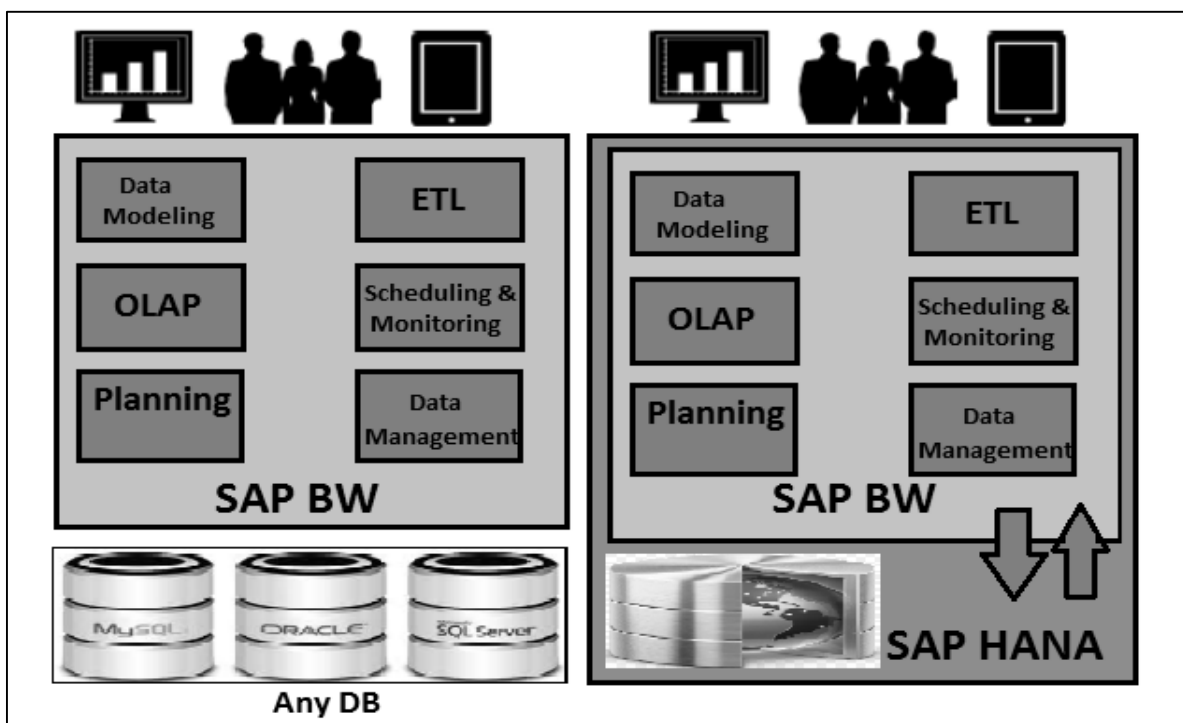 Data
Modeling
ETL
OLAP
Scheduling &
Monitoring
Planning
Data
Management
SAP BW
MySQL
ORACLE
SQL Server
Any DB
Data
Modeling
ETL
OLAP
Scheduling &
Monitoring
Planning
Data
Management
SAP BW
SAP HANA